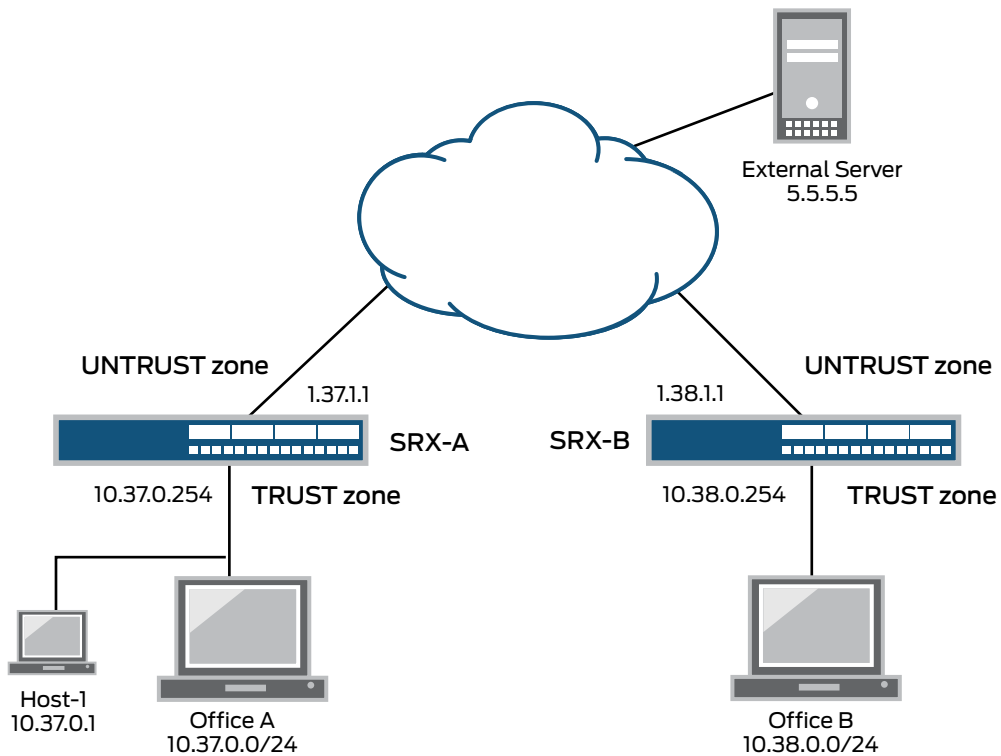 External Server
5.5.5.5
UNTRUST zone
UNTRUST zone
1.37.1.1
1.38.1.1
SRX-A
SRX-B
10.37.0.254
TRUST zone
10.38.0.254
TRUST zone
Host-1
10.37.0.1
Office A
10.37.0.0/24
Office B
10.38.0.0/24